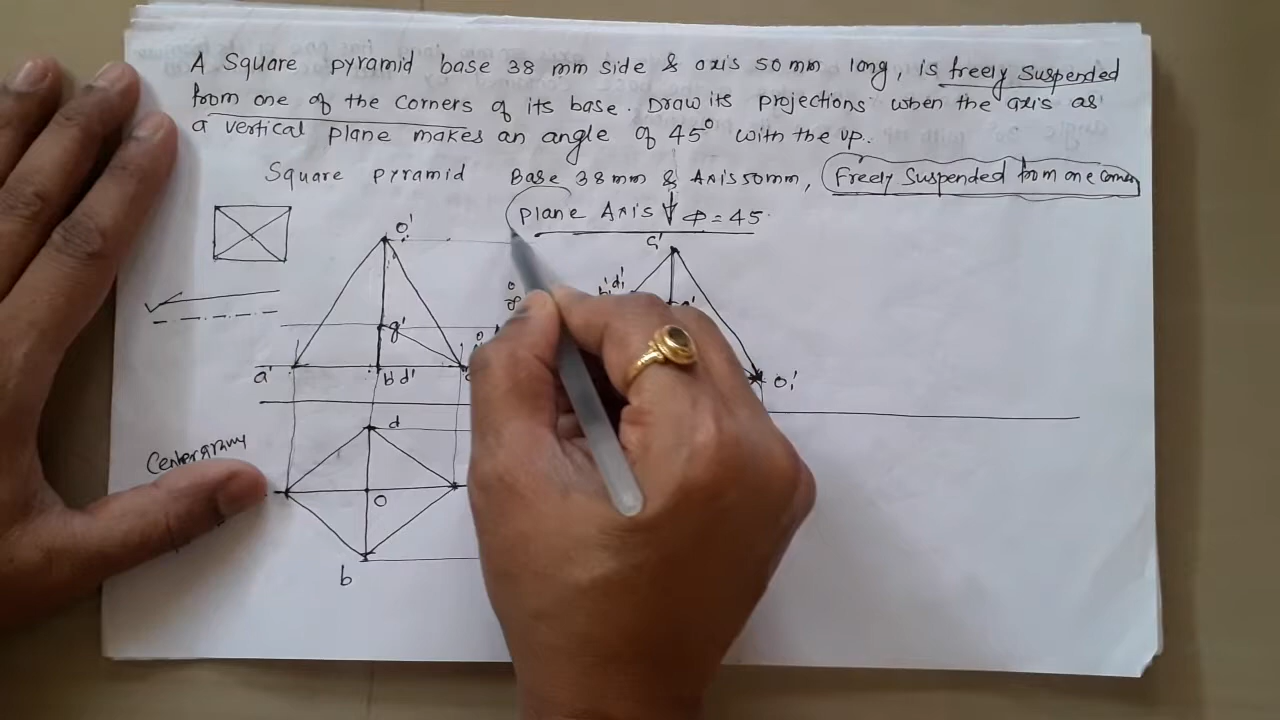 A Square pyramid base 38 mm side & axis 50 mm long, is freely suspended
from one of the corners of its base. Draw its projections when the axis as
a vertical plane makes an angle of 45° with the vp.
Square pyramid Base 38 mm & Axis 50mm, Freely Suspended from one corner
plane Axis φ = 45
o'
g'
a'
b' d'
d
o
b
Center gravity
c'
b' d'
o'